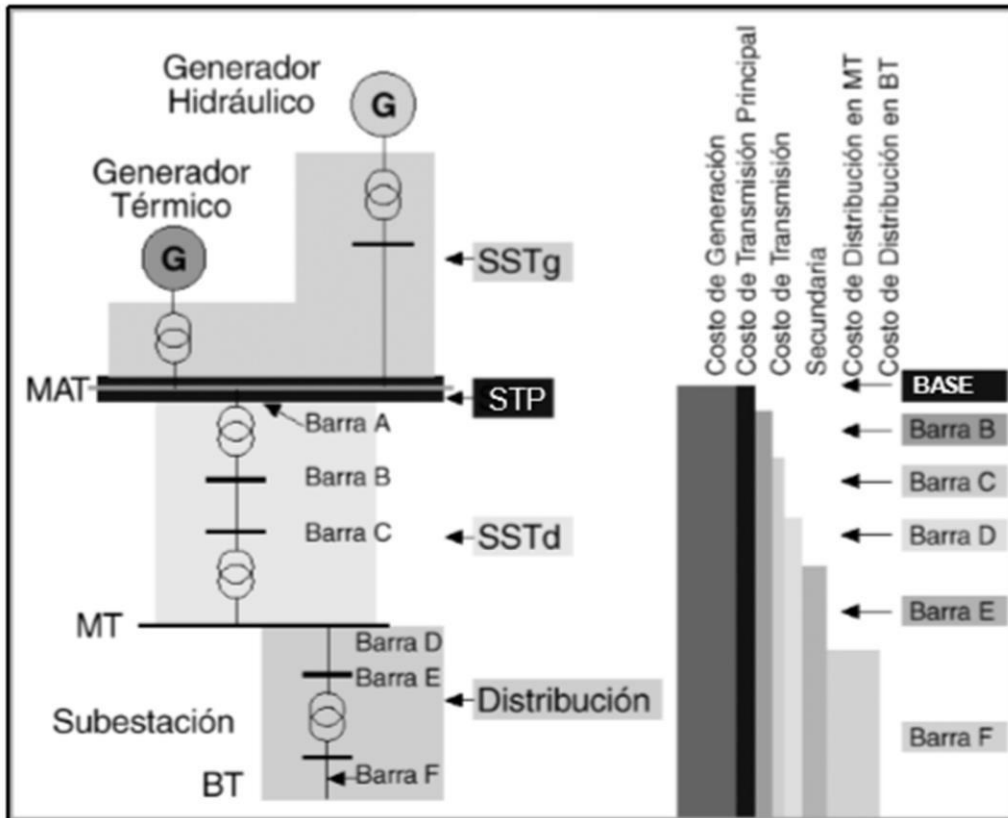 Generador
Hidráulico
G
Generador
Térmico
G
SSTg
MAT
STP
Barra A
Barra B
Barra C
SSTd
MT
Barra D
Barra E
Subestación
Distribución
Barra F
BT
Costo de Generación
Costo de Transmisión Principal
Costo de Transmisión
Secundaria
Costo de Distribución en MT
Costo de Distribución en BT
BASE
Barra B
Barra C
Barra D
Barra E
Barra F